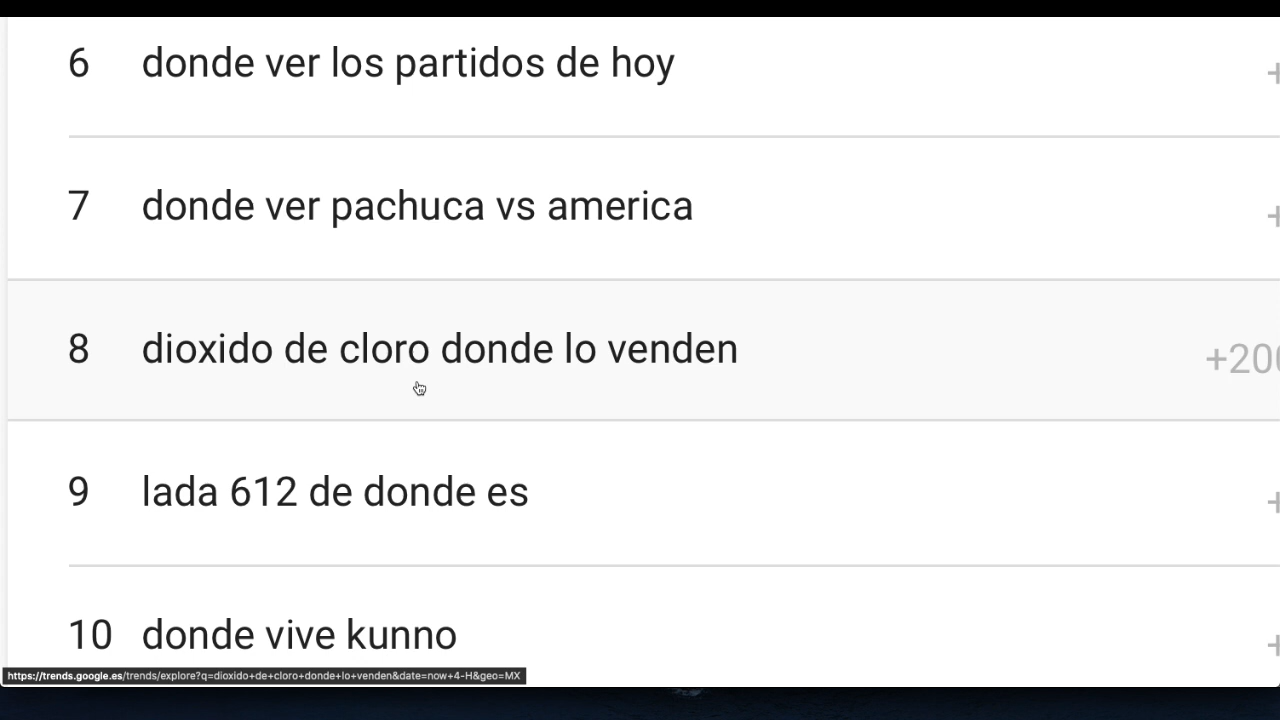 6 donde ver los partidos de hoy +
7 donde ver pachuca vs america +
8 dioxido de cloro donde lo venden +200
9 lada 612 de donde es +
10 donde vive kunno +
https://trends.google.es/trends/explore?q=dioxido+de+cloro+donde+lo+venden&date=now+4-H&geo=MX